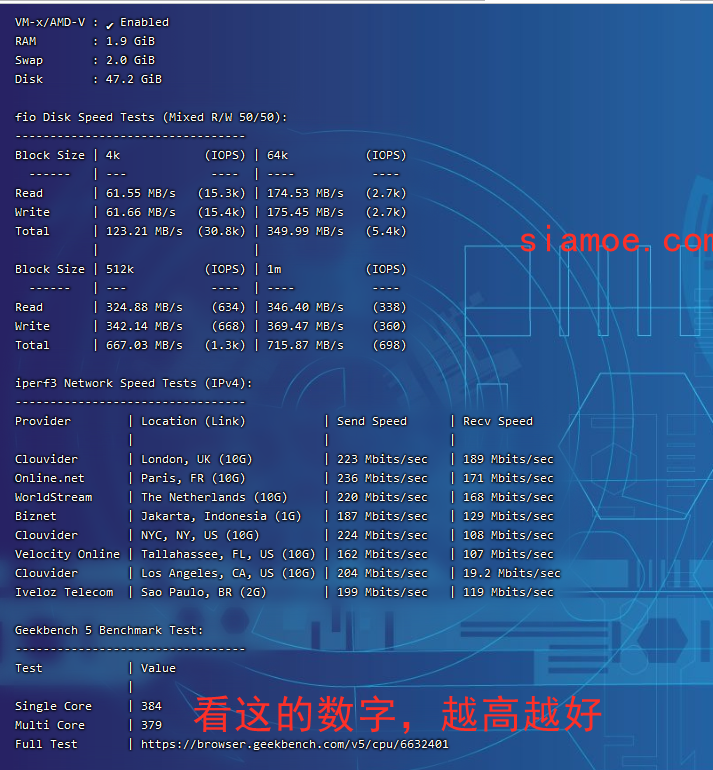 VM-x/AMD-V : ✔ Enabled
RAM        : 1.9 GiB
Swap       : 2.0 GiB
Disk       : 47.2 GiB
fio Disk Speed Tests (Mixed R/W 50/50):
---------------------------------
Block Size | 4k            (IOPS) | 64k           (IOPS)
  ------   | ---            ----  | ----           ----
Read       | 61.55 MB/s   (15.3k) | 174.53 MB/s   (2.7k)
Write      | 61.66 MB/s   (15.4k) | 175.45 MB/s   (2.7k)
Total      | 123.21 MB/s  (30.8k) | 349.99 MB/s   (5.4k)
           |                      |
siamoe.com
Block Size | 512k          (IOPS) | 1m            (IOPS)
  ------   | ---            ----  | ----           ----
Read       | 324.88 MB/s    (634) | 346.40 MB/s    (338)
Write      | 342.14 MB/s    (668) | 369.47 MB/s    (360)
Total      | 667.03 MB/s   (1.3k) | 715.87 MB/s    (698)
iperf3 Network Speed Tests (IPv4):
---------------------------------
Provider        | Location (Link)           | Send Speed      | Recv Speed
                |                           |                 |
Clouvider       | London, UK (10G)          | 223 Mbits/sec   | 189 Mbits/sec
Online.net      | Paris, FR (10G)           | 236 Mbits/sec   | 171 Mbits/sec
WorldStream     | The Netherlands (10G)     | 220 Mbits/sec   | 168 Mbits/sec
Biznet          | Jakarta, Indonesia (1G)   | 187 Mbits/sec   | 129 Mbits/sec
Clouvider       | NYC, NY, US (10G)         | 224 Mbits/sec   | 108 Mbits/sec
Velocity Online | Tallahassee, FL, US (10G) | 162 Mbits/sec   | 107 Mbits/sec
Clouvider       | Los Angeles, CA, US (10G) | 204 Mbits/sec   | 19.2 Mbits/sec
Iveloz Telecom  | Sao Paulo, BR (2G)        | 199 Mbits/sec   | 119 Mbits/sec
Geekbench 5 Benchmark Test:
---------------------------------
Test            | Value
                |
Single Core     | 384
看这的数字，越高越好
Multi Core      | 379
Full Test       | https://browser.geekbench.com/v5/cpu/6632401